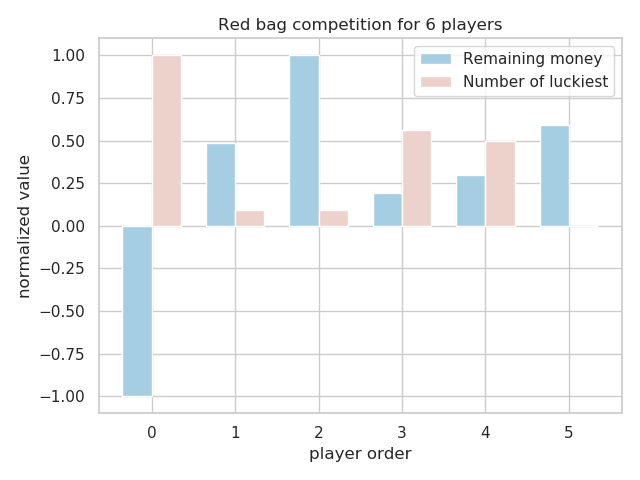 Red bag competition for 6 players
Remaining money
Number of luckiest
normalized value
1.00
0.75
0.50
0.25
0.00
−0.25
−0.50
−0.75
−1.00
0 1 2 3 4 5
player order